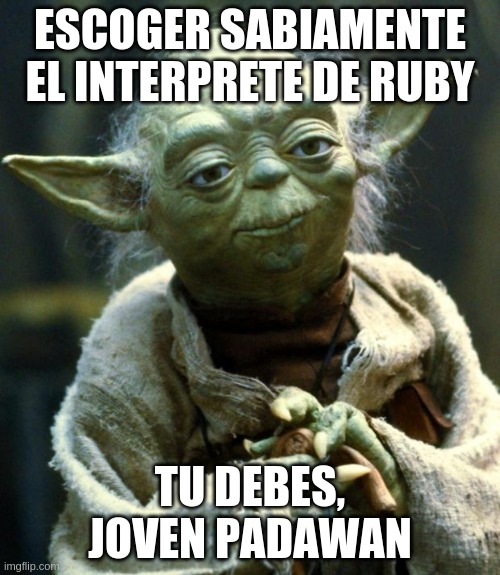 ESCOGER SABIAMENTE
EL INTERPRETE DE RUBY
TU DEBES,
JOVEN PADAWAN
imgflip.com